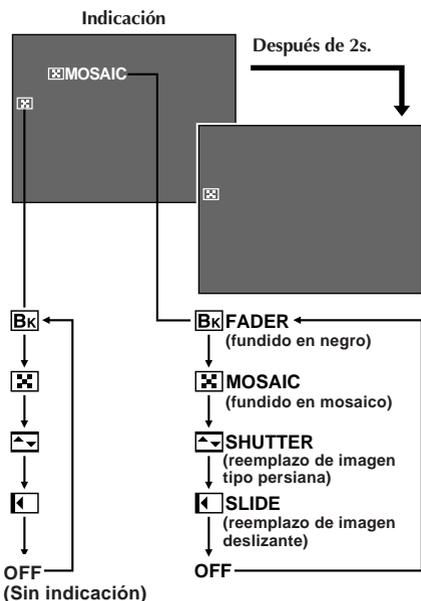 Indicación
Después de 2s.
MOSAIC
BK
BK FADER
(fundido en negro)
MOSAIC
(fundido en mosaico)
SHUTTER
(reemplazo de imagen
tipo persiana)
SLIDE
(reemplazo de imagen
deslizante)
OFF
(Sin indicación)
OFF